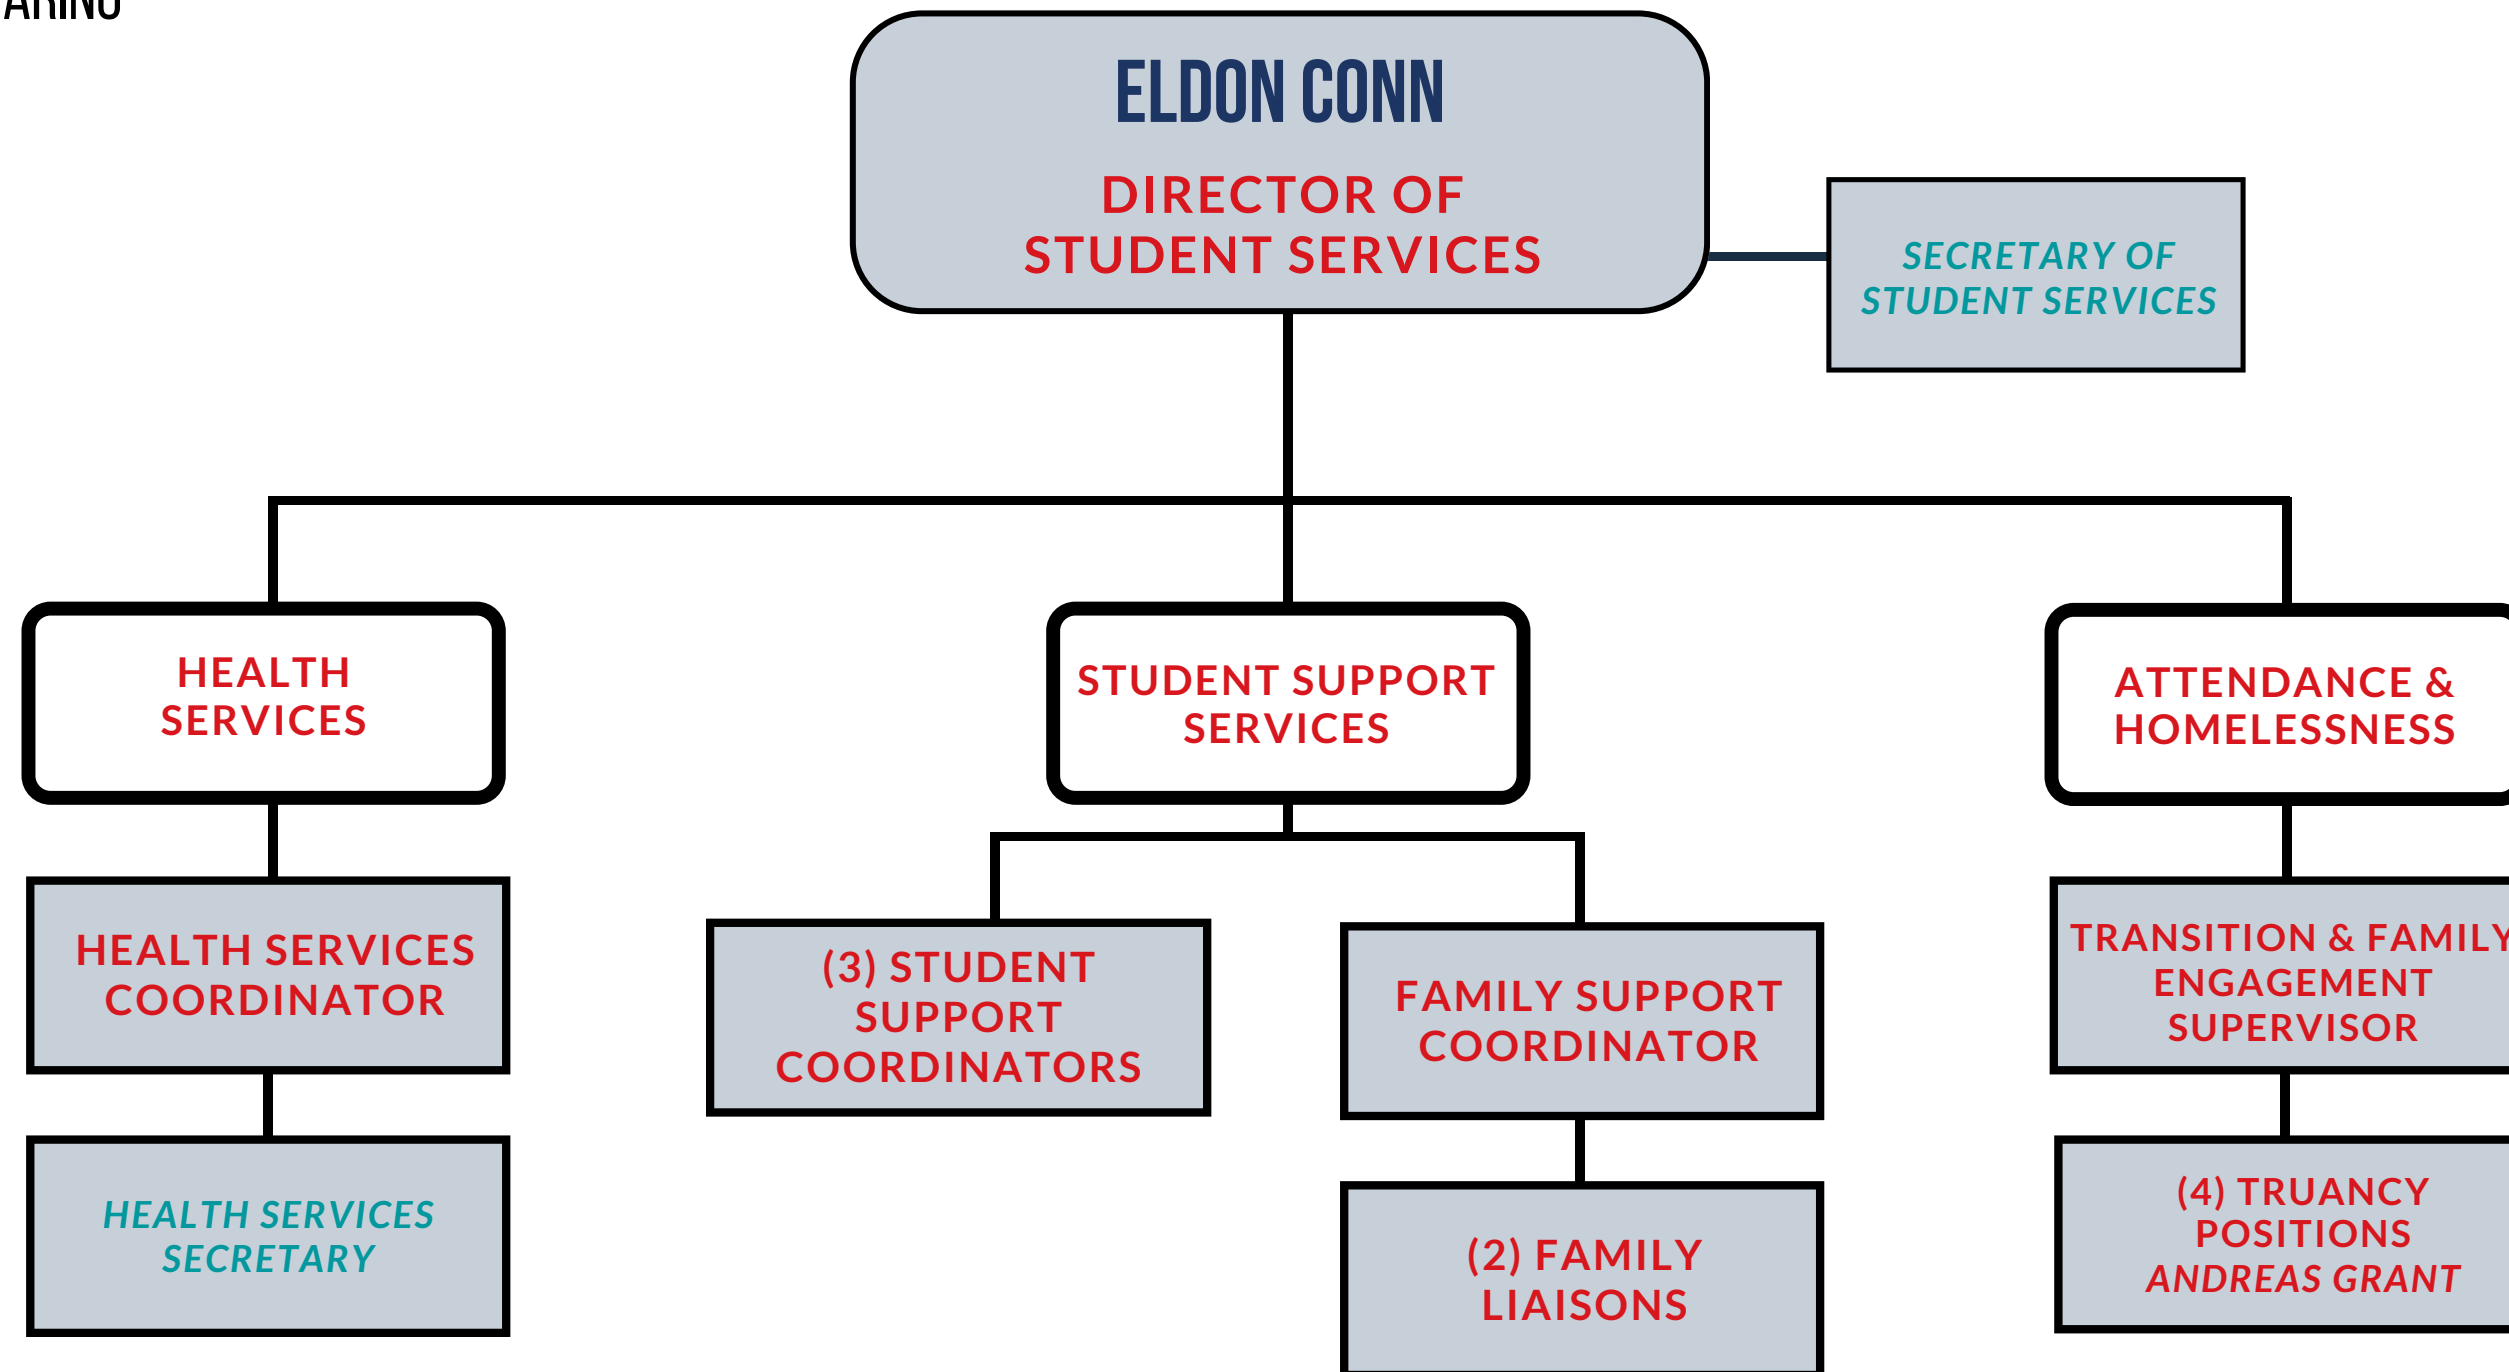 ELDON CONN
DIRECTOR OF
STUDENT SERVICES
SECRETARY OF
STUDENT SERVICES
HEALTH
SERVICES
STUDENT SUPPORT
SERVICES
ATTENDANCE &
HOMELESSNESS
HEALTH SERVICES
COORDINATOR
(3) STUDENT
SUPPORT
COORDINATORS
FAMILY SUPPORT
COORDINATOR
TRANSITION & FAMILY
ENGAGEMENT
SUPERVISOR
HEALTH SERVICES
SECRETARY
(2) FAMILY
LIAISONS
(4) TRUANCY
POSITIONS
ANDREAS GRANT